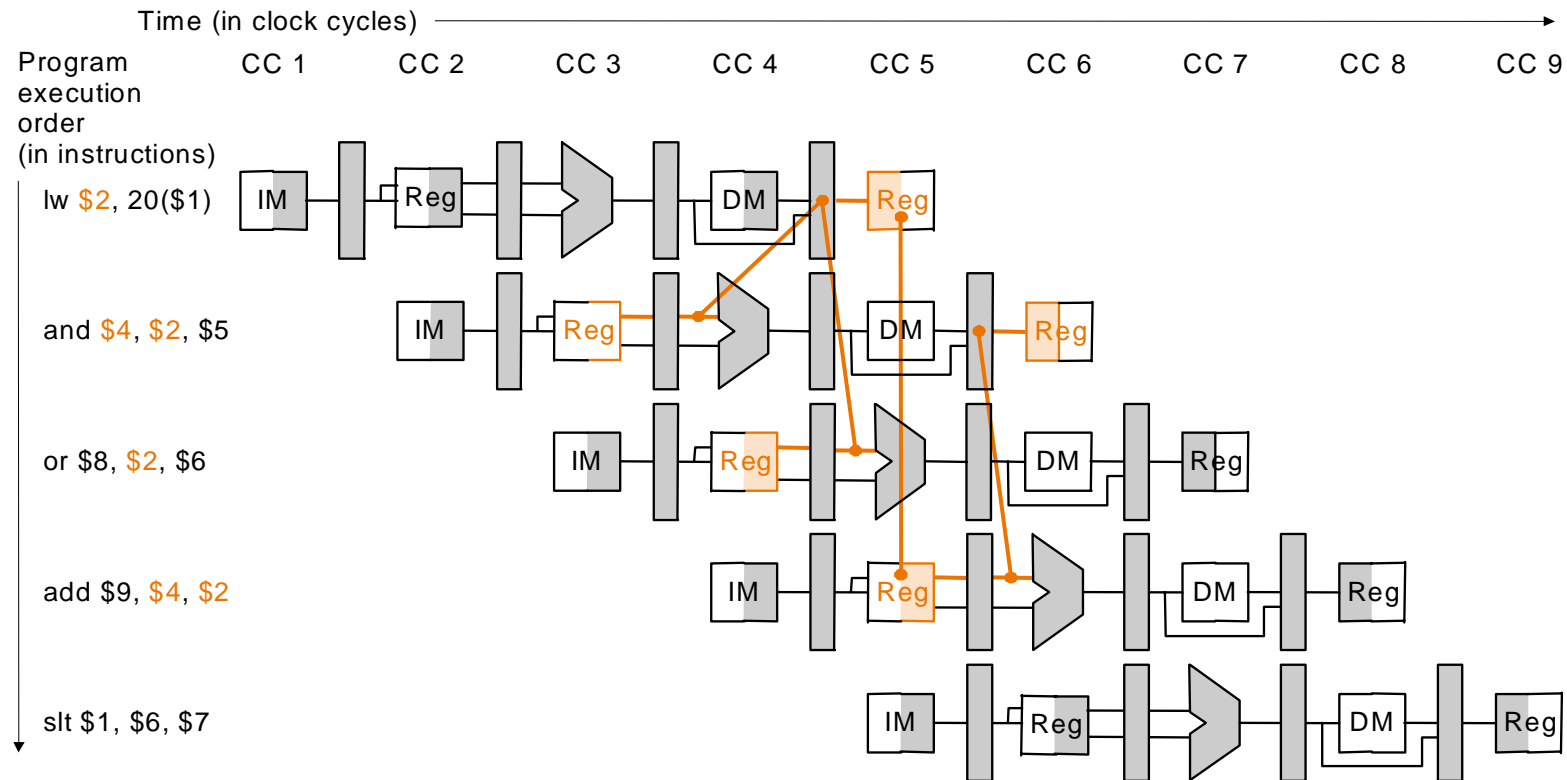 Time (in clock cycles)
CC 1 CC 2 CC 3 CC 4 CC 5 CC 6 CC 7 CC 8 CC 9
Program
execution
order
(in instructions)
lw $2, 20($1) IM Reg DM Reg
and $4, $2, $5 IM Reg DM Reg
or $8, $2, $6 IM Reg DM Reg
add $9, $4, $2 IM Reg DM Reg
slt $1, $6, $7 IM Reg DM Reg